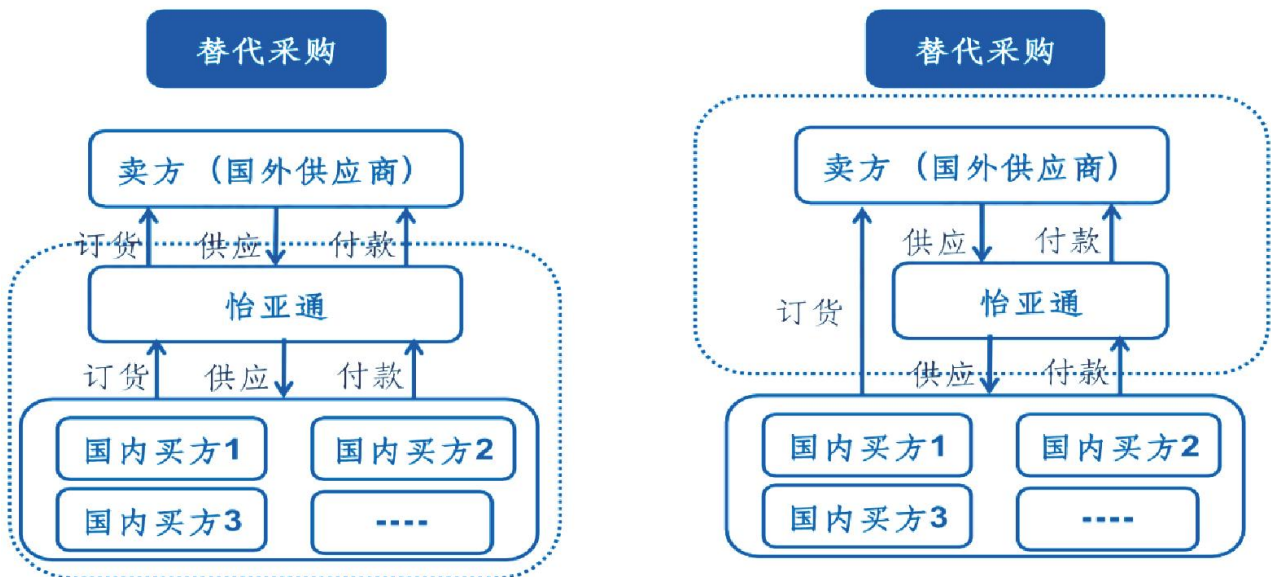 替代采购
卖方（国外供应商）
订货 供应 付款
怡亚通
订货 供应 付款
国内买方1 国内买方2
国内买方3 ----
替代采购
卖方（国外供应商）
供应 付款
怡亚通
订货
供应 付款
国内买方1 国内买方2
国内买方3 ----